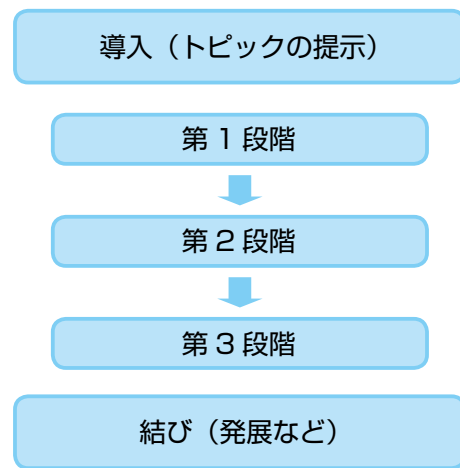 導入（トピックの提示）
第1段階
第2段階
第3段階
結び（発展など）